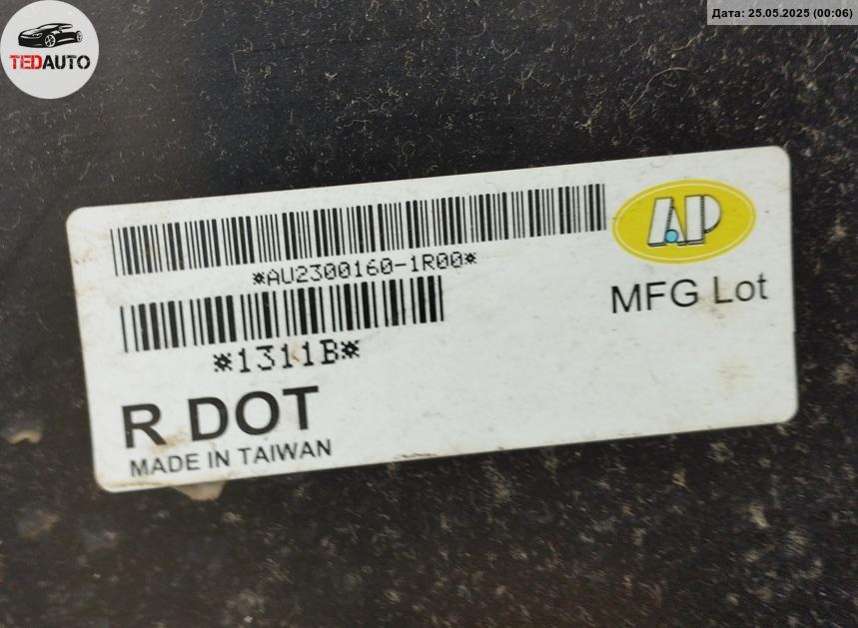 TEDAUTO
Дата: 25.05.2025 (00:06)
AP
*AU2300160-1R00*
MFG Lot
*1311B*
R DOT
MADE IN TAIWAN